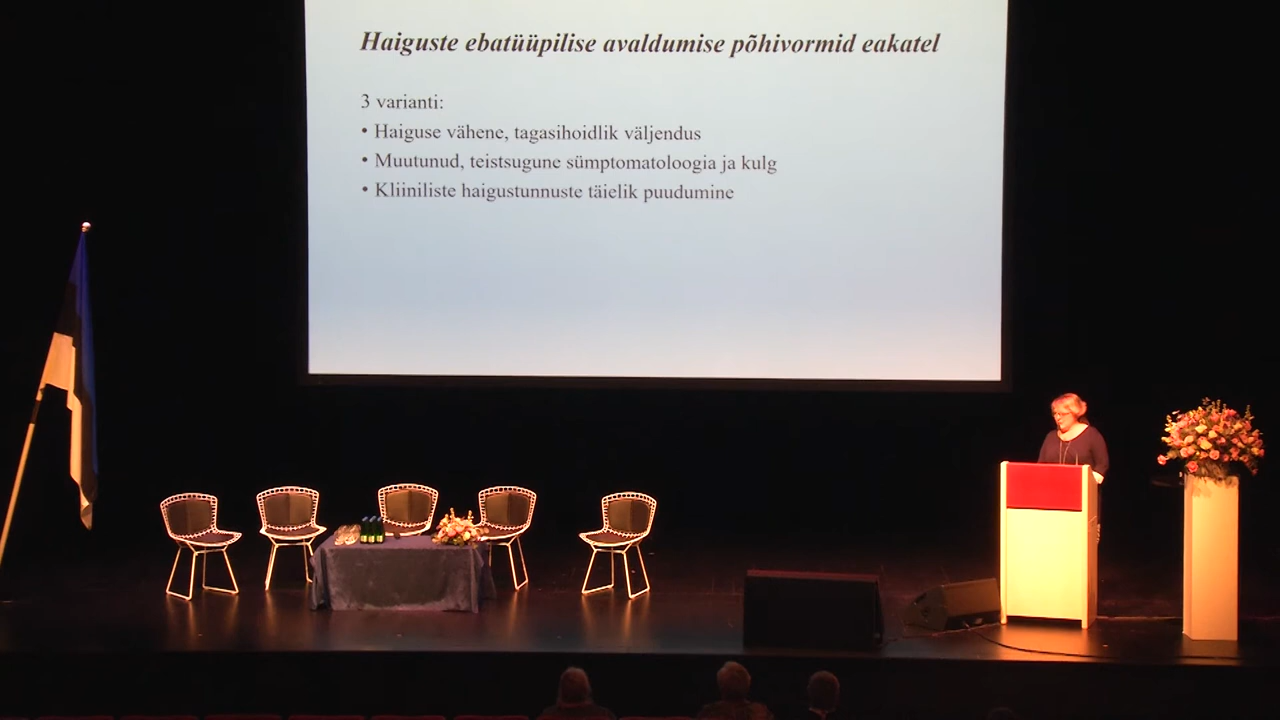 Haiguste ebatüüpilise avaldumise põhivormid eakatel
3 varianti:
• Haiguse vähene, tagasihoidlik väljendus
• Muutunud, teistsugune sümptomatoloogia ja kulg
• Kliiniliste haigustunnuste täielik puudumine